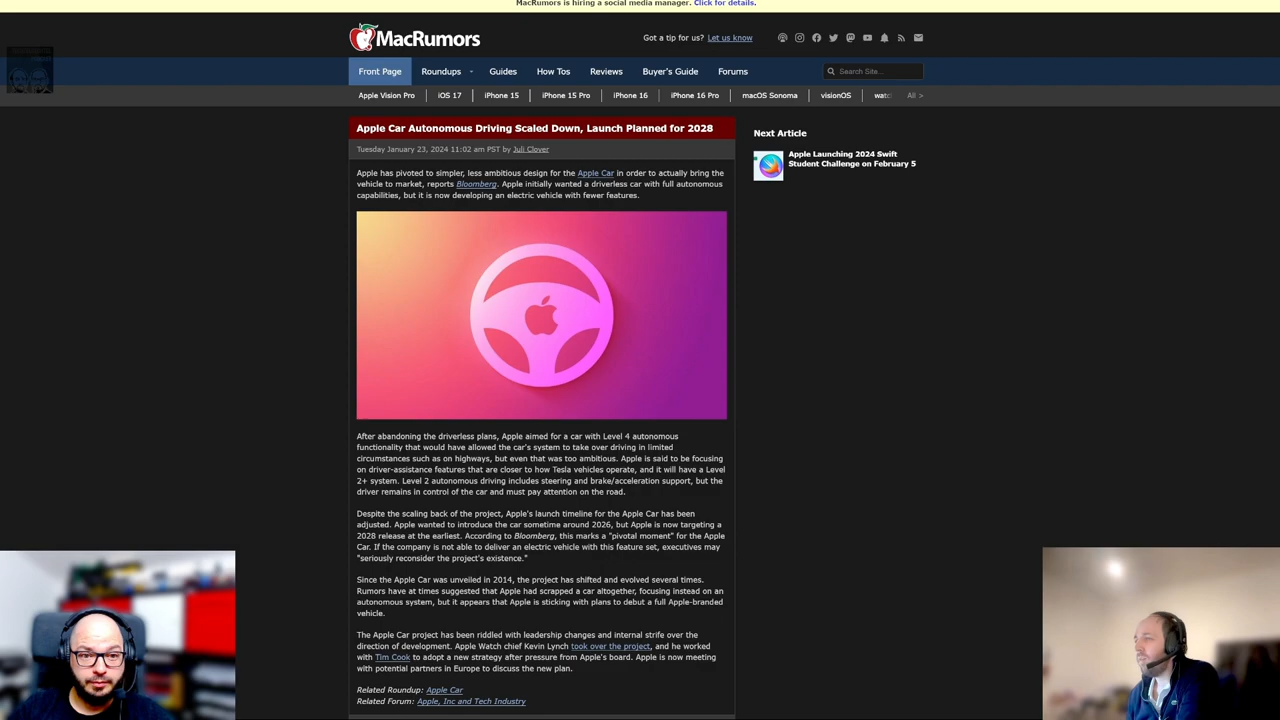 MacRumors is hiring a social media manager. Click for details.
MacRumors
Got a tip for us? Let us know
Front Page Roundups Guides How Tos Reviews Buyer's Guide Forums Search Site...
Apple Vision Pro iOS 17 iPhone 15 iPhone 15 Pro iPhone 16 iPhone 16 Pro macOS Sonoma visionOS All >
Apple Car Autonomous Driving Scaled Down, Launch Planned for 2028
Tuesday January 23, 2024 11:02 am PST by Juli Clover
Apple has pivoted to simpler, less ambitious design for the Apple Car in order to actually bring the
vehicle to market, reports Bloomberg. Apple initially wanted a driverless car with full autonomous
capabilities, but it is now developing an electric vehicle with fewer features.
After abandoning the driverless plans, Apple aimed for a car with Level 4 autonomous
functionality that would have allowed the car's system to take over driving in limited
circumstances such as on highways, but even that was too ambitious. Apple is said to be focusing
on driver-assistance features that are closer to how Tesla vehicles operate, and it will have a Level
2+ system. Level 2 autonomous driving includes steering and brake/acceleration support, but the
driver remains in control of the car and must pay attention on the road.
Despite the scaling back of the project, Apple's launch timeline for the Apple Car has been
adjusted. Apple wanted to introduce the car sometime around 2026, but Apple is now targeting a
2028 release at the earliest. According to Bloomberg, this marks a "pivotal moment" for the Apple
Car. If the company is not able to deliver an electric vehicle with this feature set, executives may
"seriously reconsider the project's existence."
Since the Apple Car was unveiled in 2014, the project has shifted and evolved several times.
Rumors have at times suggested that Apple had scrapped a car altogether, focusing instead on an
autonomous system, but it appears that Apple is sticking with plans to debut a full Apple-branded
vehicle.
The Apple Car project has been riddled with leadership changes and internal strife over the
direction of development. Apple Watch chief Kevin Lynch took over the project, and he worked
with Tim Cook to adopt a new strategy after pressure from Apple's board. Apple is now meeting
with potential partners in Europe to discuss the new plan.
Related Roundup: Apple Car
Related Forum: Apple, Inc and Tech Industry
Next Article
Apple Launching 2024 Swift
Student Challenge on February 5